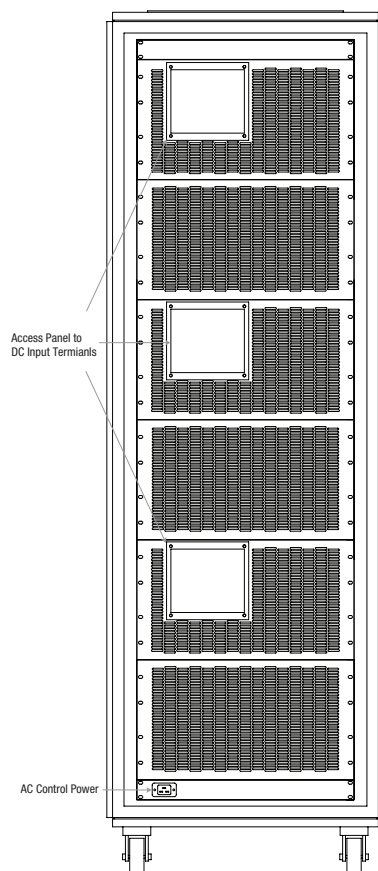 Access Panel to
DC Input Termianls
AC Control Power